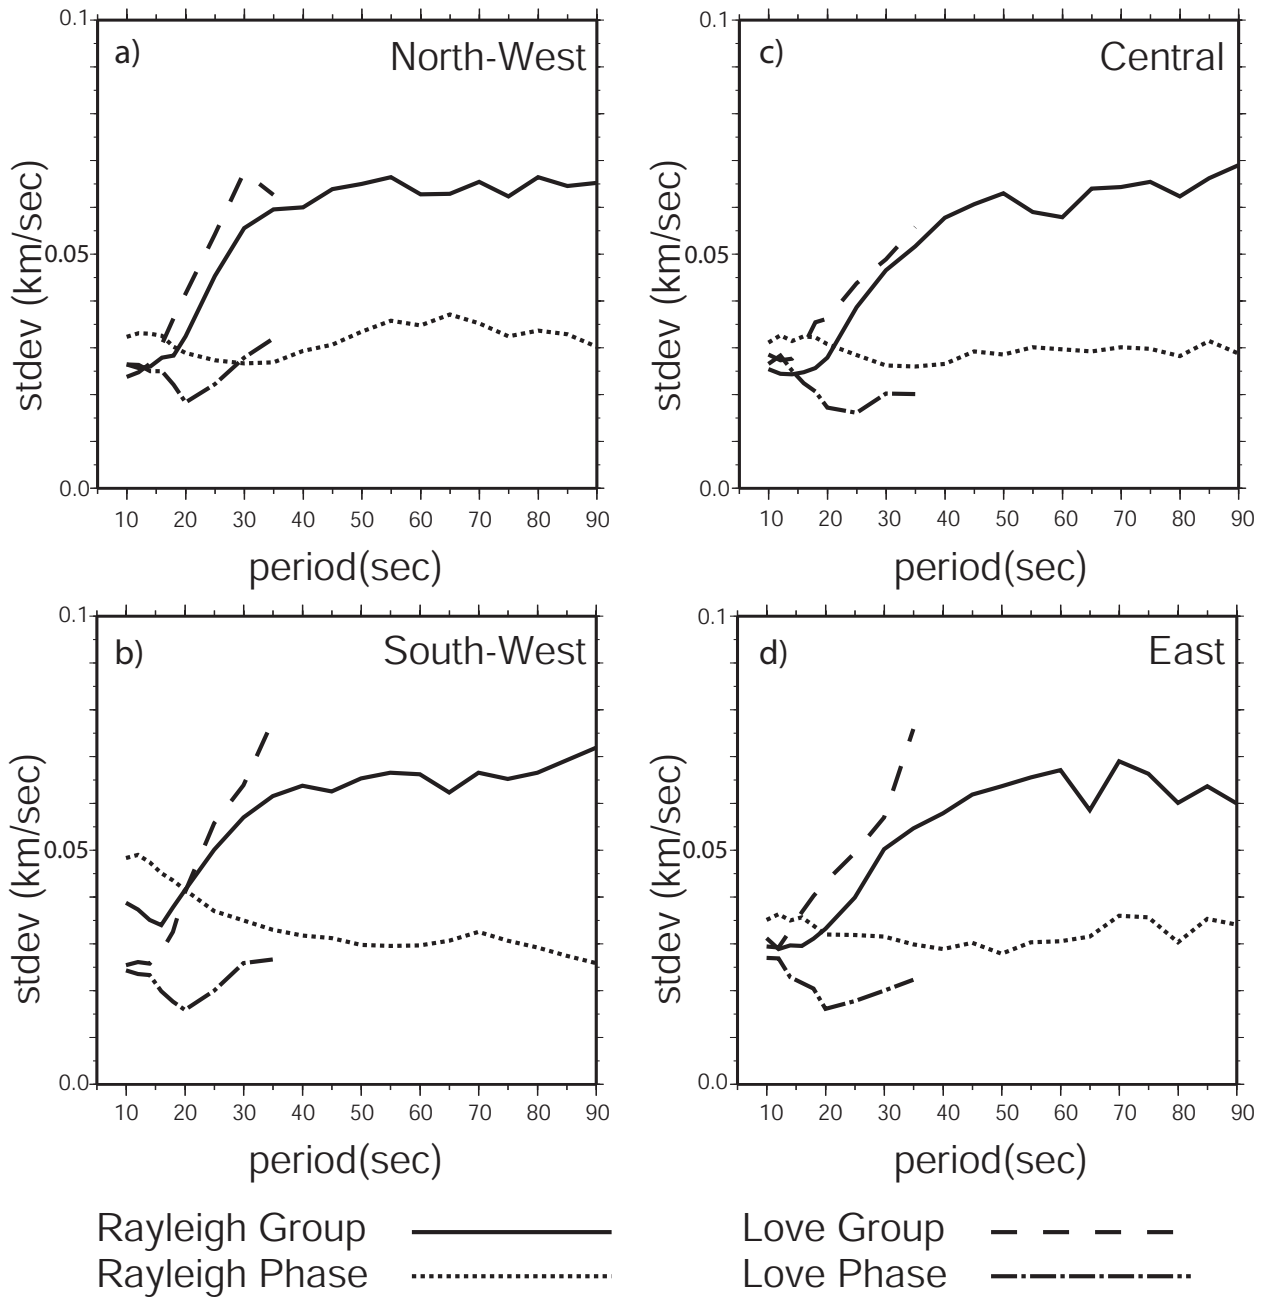 0.1
a)
North-West
stdev (km/sec)
0.05
0.0
10 20 30 40 50 60 70 80 90
period(sec)
c)
Central
stdev (km/sec)
0.1
0.05
0.0
10 20 30 40 50 60 70 80 90
period(sec)
0.1
b)
South-West
stdev (km/sec)
0.05
0.0
10 20 30 40 50 60 70 80 90
period(sec)
0.1
d)
East
stdev (km/sec)
0.05
0.0
10 20 30 40 50 60 70 80 90
period(sec)
Rayleigh Group
Rayleigh Phase
Love Group
Love Phase